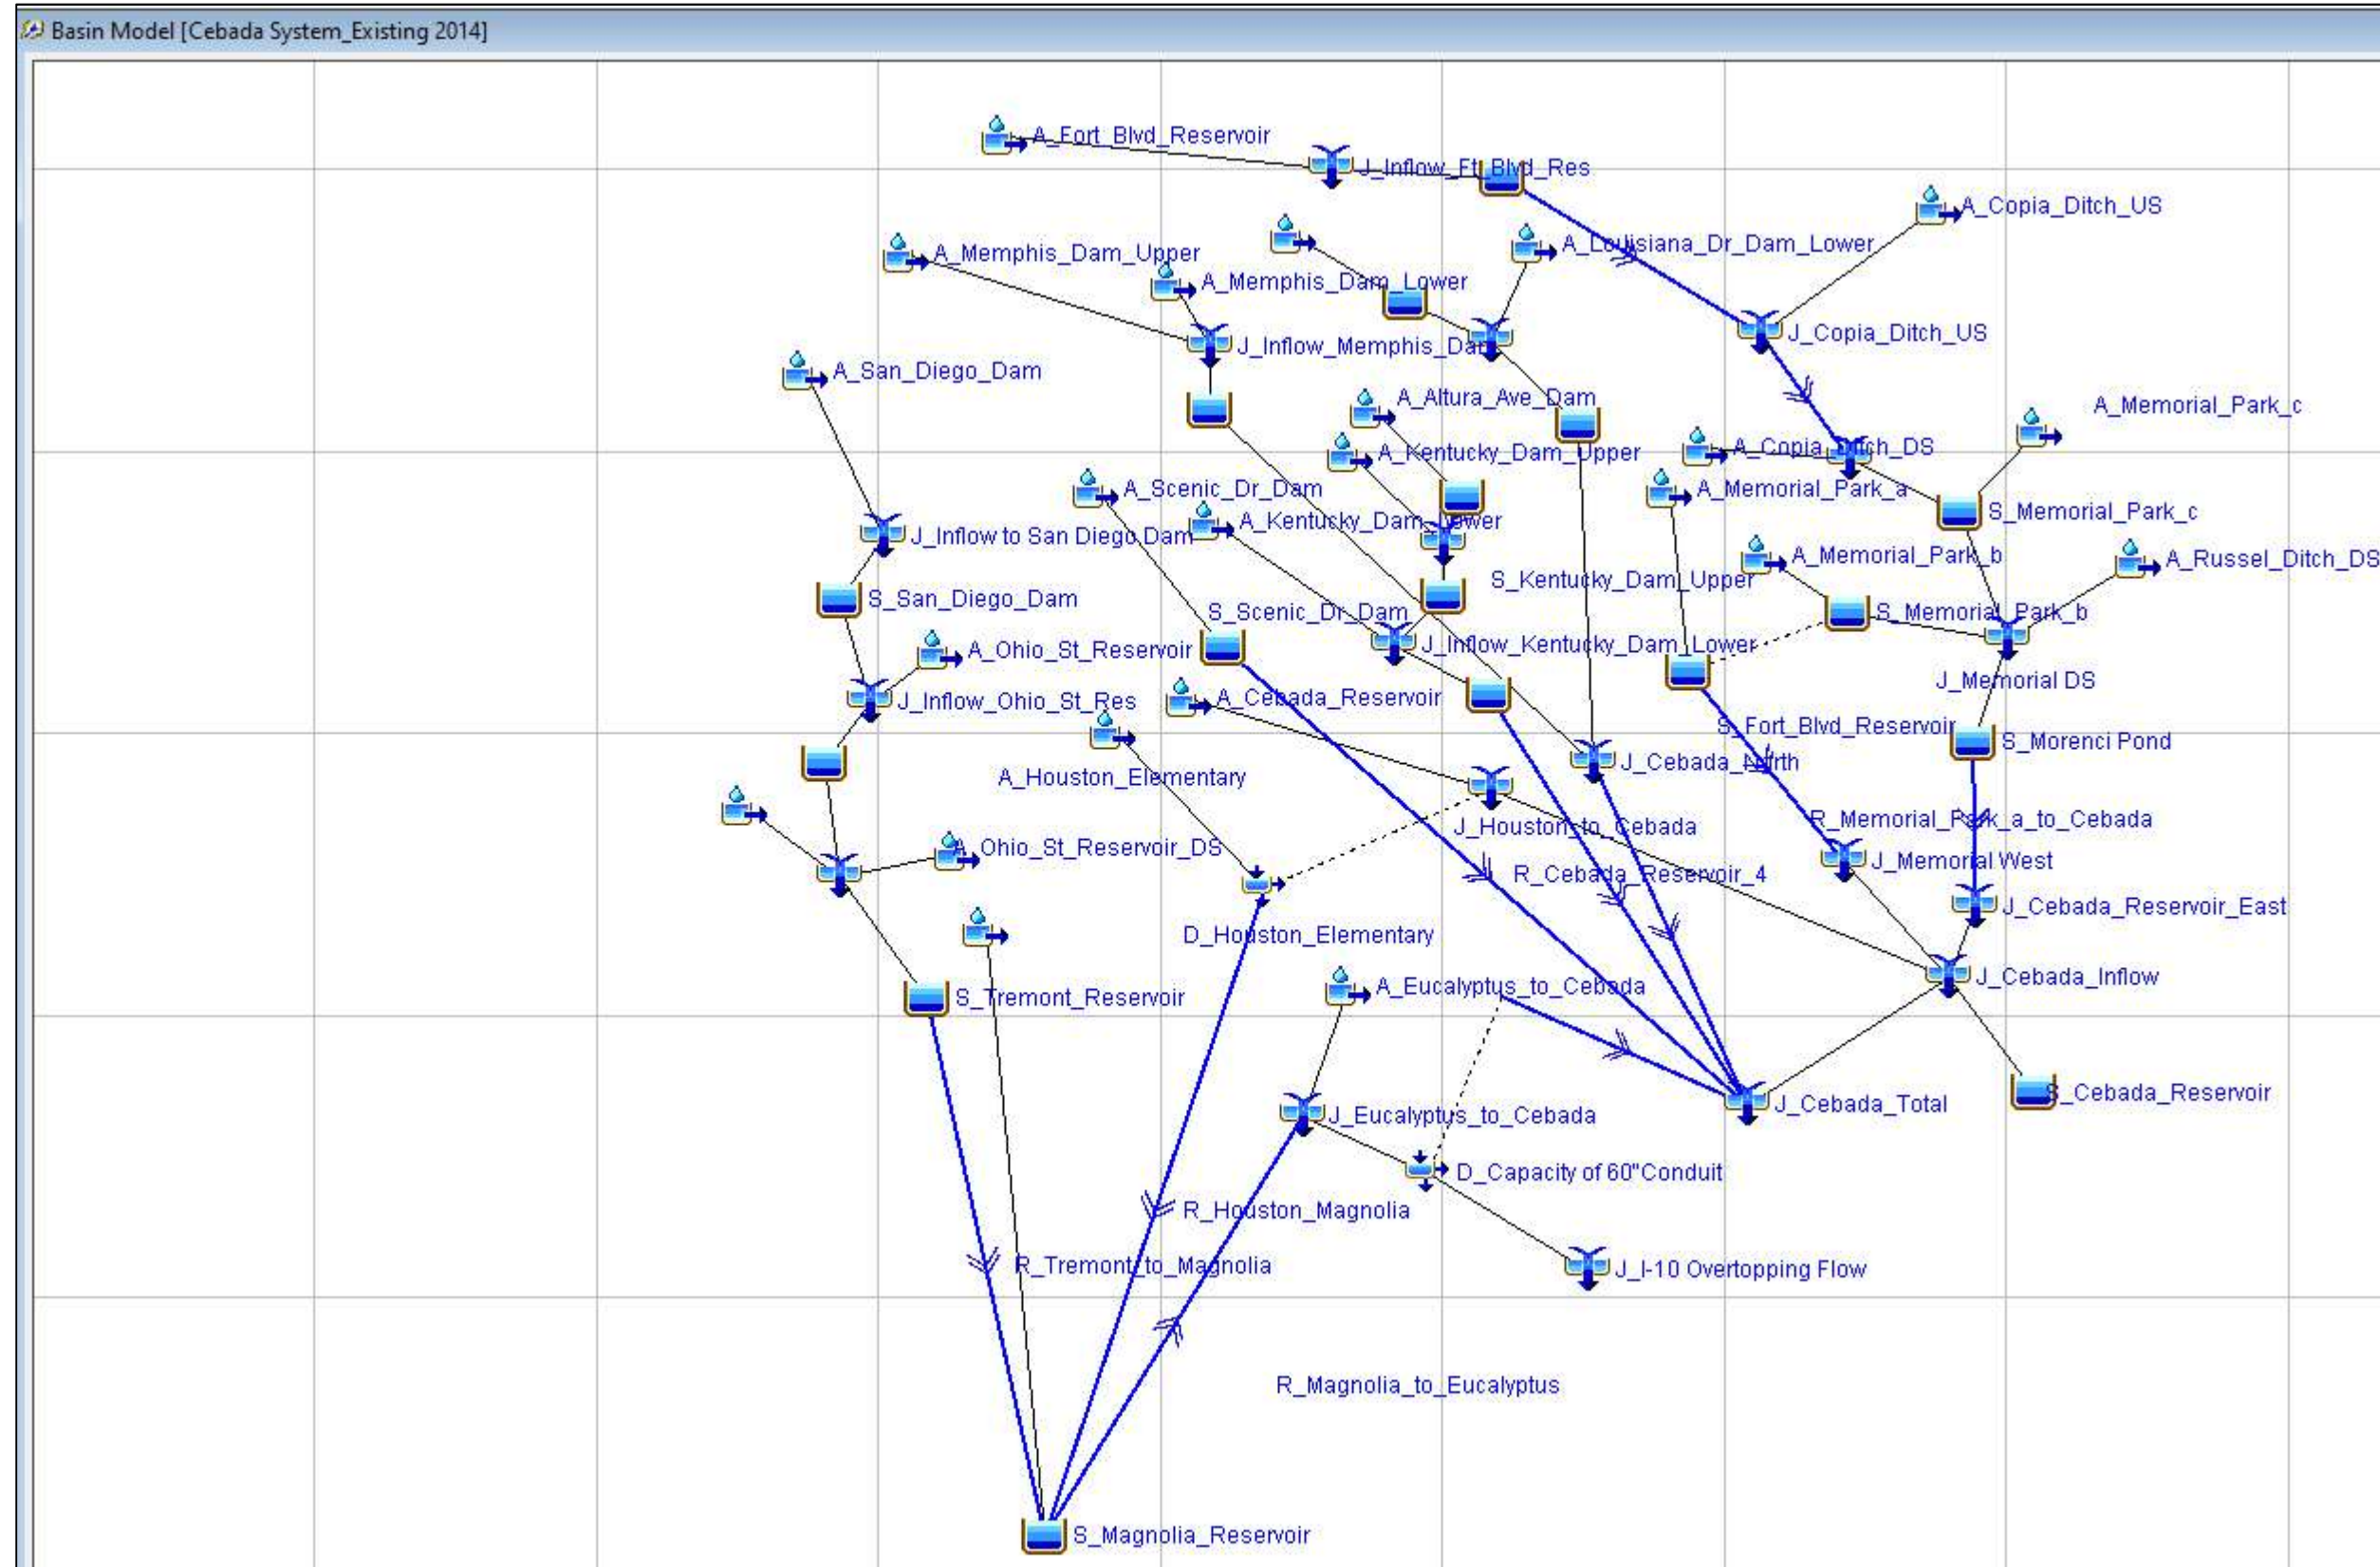 Basin Model [Cebada System_Existing 2014]
A_Fort_Blvd_Reservoir
J_Inflow_Ft_Blvd_Res
A_Copia_Ditch_US
A_Louisiana_Dr_Dam_Lower
A_Memphis_Dam_Upper
A_Memphis_Dam_Lower
J_Copia_Ditch_US
J_Inflow_Memphis_Dam
A_San_Diego_Dam
A_Altura_Ave_Dam
A_Memorial_Park_c
A_Copia_Ditch_DS
A_Kentucky_Dam_Upper
A_Scenic_Dr_Dam
A_Memorial_Park_a
S_Memorial_Park_c
A_Kentucky_Dam_Lower
J_Inflow to San Diego Dam
A_Memorial_Park_b
A_Russel_Ditch_DS
S_Kentucky_Dam_Upper
S_San_Diego_Dam
S_Scenic_Dr_Dam
S_Memorial_Park_b
J_Inflow_Kentucky_Dam_Lower
A_Ohio_St_Reservoir
J_Memorial DS
A_Cebada_Reservoir
J_Inflow_Ohio_St_Res
S_Fort_Blvd_Reservoir
S_Morenci Pond
J_Cebada_North
A_Houston_Elementary
R_Memorial_Park_a_to_Cebada
J_Houston_to_Cebada
A_Ohio_St_Reservoir_DS
J_Memorial West
R_Cebada_Reservoir_4
J_Cebada_Reservoir_East
D_Houston_Elementary
J_Cebada_Inflow
A_Eucalyptus_to_Cebada
S_Tremont_Reservoir
S_Cebada_Reservoir
J_Cebada_Total
J_Eucalyptus_to_Cebada
D_Capacity of 60"Conduit
R_Houston_Magnolia
R_Tremont_to_Magnolia
J_I-10 Overtopping Flow
R_Magnolia_to_Eucalyptus
S_Magnolia_Reservoir